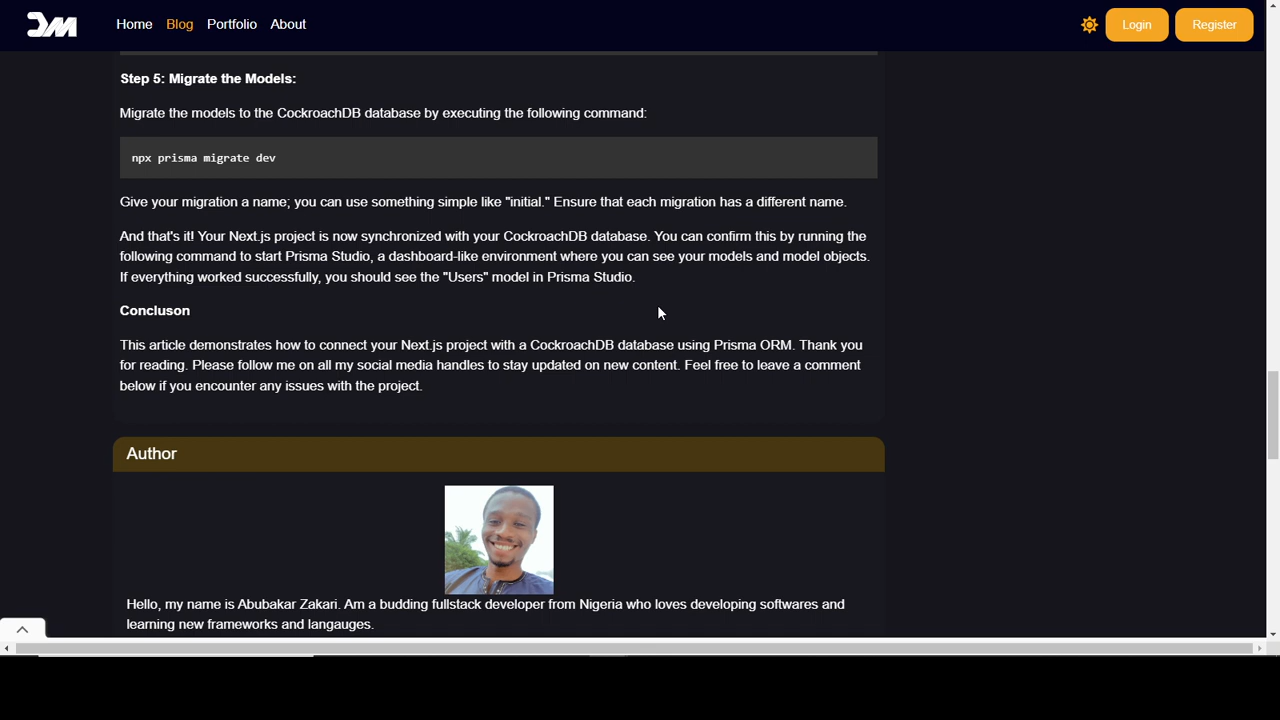 Home Blog Portfolio About Login Register
Step 5: Migrate the Models:
Migrate the models to the CockroachDB database by executing the following command:
npx prisma migrate dev
Give your migration a name; you can use something simple like "initial." Ensure that each migration has a different name.
And that's it! Your Next.js project is now synchronized with your CockroachDB database. You can confirm this by running the
following command to start Prisma Studio, a dashboard-like environment where you can see your models and model objects.
If everything worked successfully, you should see the "Users" model in Prisma Studio.
Concluson
This article demonstrates how to connect your Next.js project with a CockroachDB database using Prisma ORM. Thank you
for reading. Please follow me on all my social media handles to stay updated on new content. Feel free to leave a comment
below if you encounter any issues with the project.
Author
Hello, my name is Abubakar Zakari. Am a budding fullstack developer from Nigeria who loves developing softwares and
learning new frameworks and langauges.